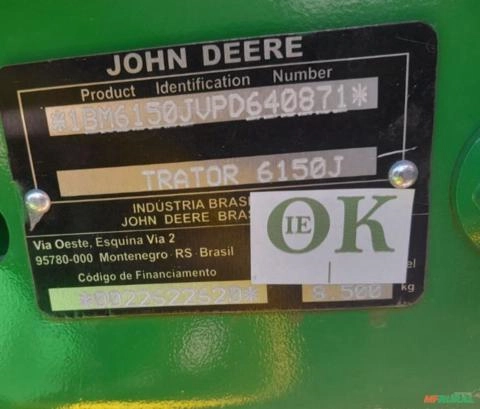 JOHN DEERE
Product Identification Number
*1BM6150JVPD640871*
TRATOR 6150J
INDÚSTRIA BRAS
JOHN DEERE BRAS
IE
OK
Via Oeste, Esquina Via 2
95780-000 Montenegro - RS - Brasil
Código de Financiamento
8.500 kg
MFRURAL